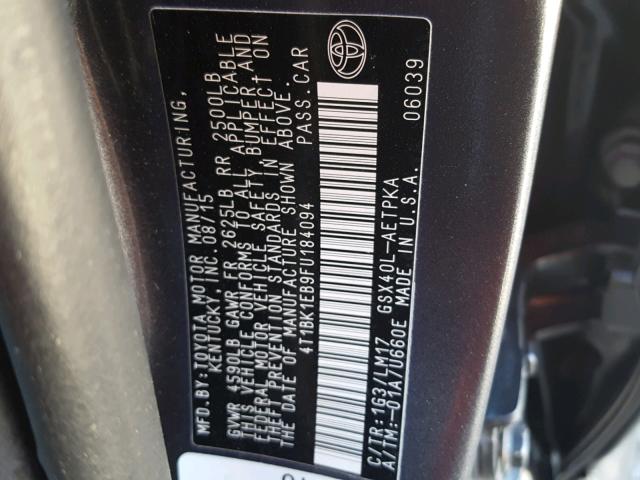 MFD.BY:TOYOTA MOTOR MANUFACTURING,
KENTUCKY, INC. 08/15
GVWR 4590LB GAWR FR 2625LB RR 2500LB
THIS VEHICLE CONFORMS TO ALL APPLICABLE
FEDERAL MOTOR VEHICLE SAFETY, BUMPER, AND
THEFT PREVENTION STANDARDS IN EFFECT ON
THE DATE OF MANUFACTURE SHOWN ABOVE.
4T1BK1EB9FU184094 PASS.CAR
C/TR:1G3/LM17 GSX40L-AETPKA 06039
A/TM:-01A/U660E MADE IN U.S.A.